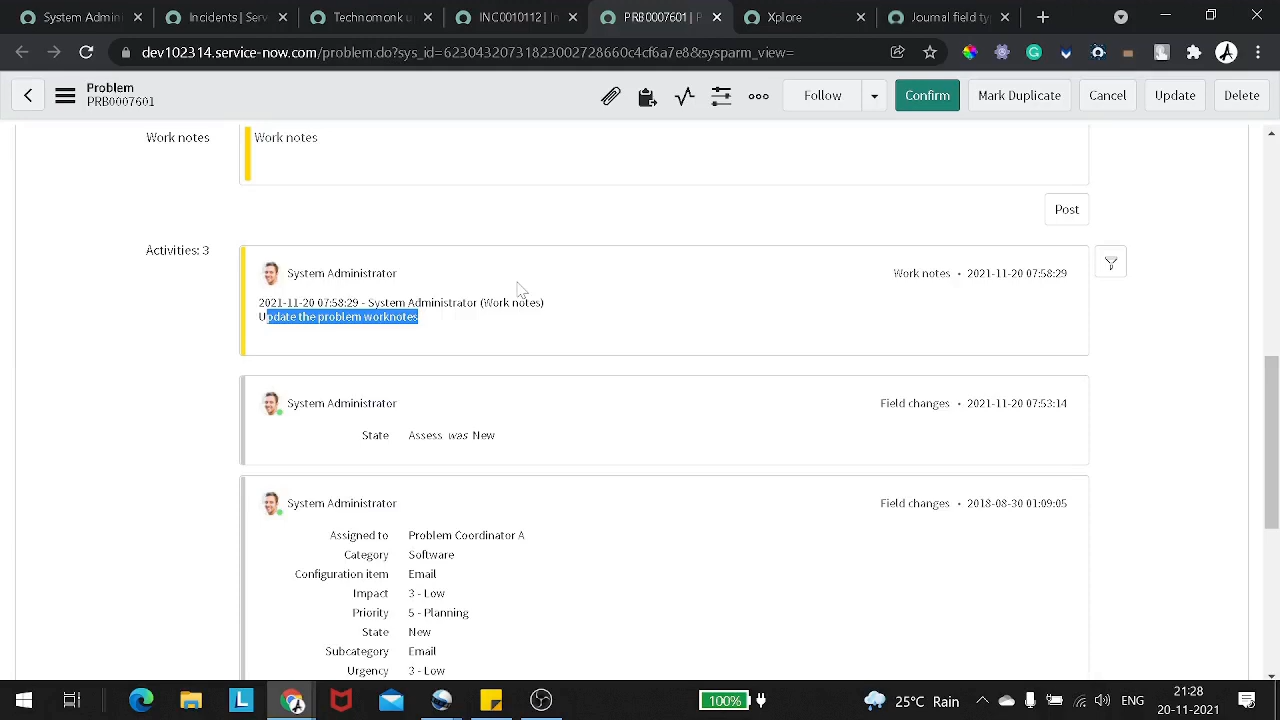 System Admini
Incidents | Serv
Technomonk u
INC0010112 | In
PRB0007601 | P
Xplore
Journal field ty
dev102314.service-now.com/problem.do?sys_id=62304320731823002728660c4cf6a7e8&sysparm_view=
Problem
PRB0007601
Follow
Confirm
Mark Duplicate
Cancel
Update
Delete
Work notes
Work notes
Post
Activities: 3
System Administrator
Work notes • 2021-11-20 07:58:29
2021-11-20 07:58:29 - System Administrator (Work notes)
Update the problem worknotes
System Administrator
Field changes • 2021-11-20 07:53:14
State Assess was New
System Administrator
Field changes • 2018-08-30 01:09:05
Assigned to Problem Coordinator A
Category Software
Configuration item Email
Impact 3 - Low
Priority 5 - Planning
State New
Subcategory Email
Urgency 3 - Low
L
100%
25°C Rain
ENG
21:28
20-11-2021